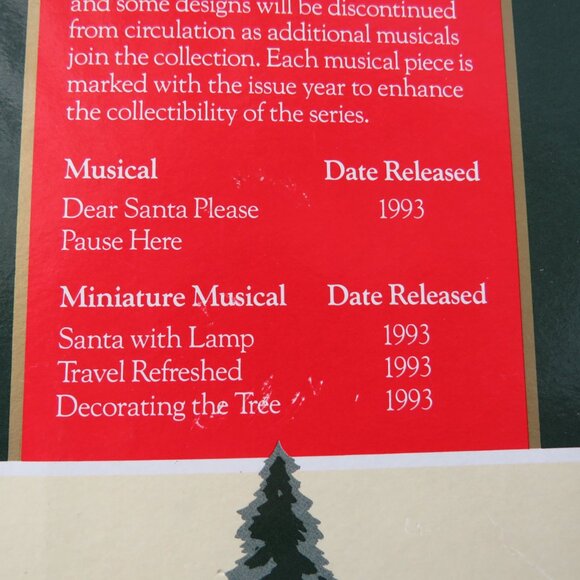 and some designs will be discontinued
from circulation as additional musicals
join the collection. Each musical piece is
marked with the issue year to enhance
the collectibility of the series.
Musical Date Released
Dear Santa Please 1993
Pause Here
Miniature Musical Date Released
Santa with Lamp 1993
Travel Refreshed 1993
Decorating the Tree 1993